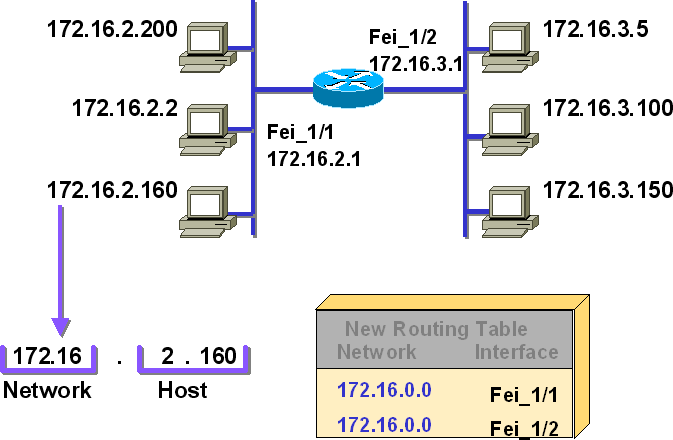 172.16.2.200
Fei_1/2
172.16.3.1
172.16.3.5
172.16.2.2
Fei_1/1
172.16.2.1
172.16.3.100
172.16.2.160
172.16.3.150
172.16 . 2 . 160
Network Host
New Routing Table
Network Interface
172.16.0.0 Fei_1/1
172.16.0.0 Fei_1/2